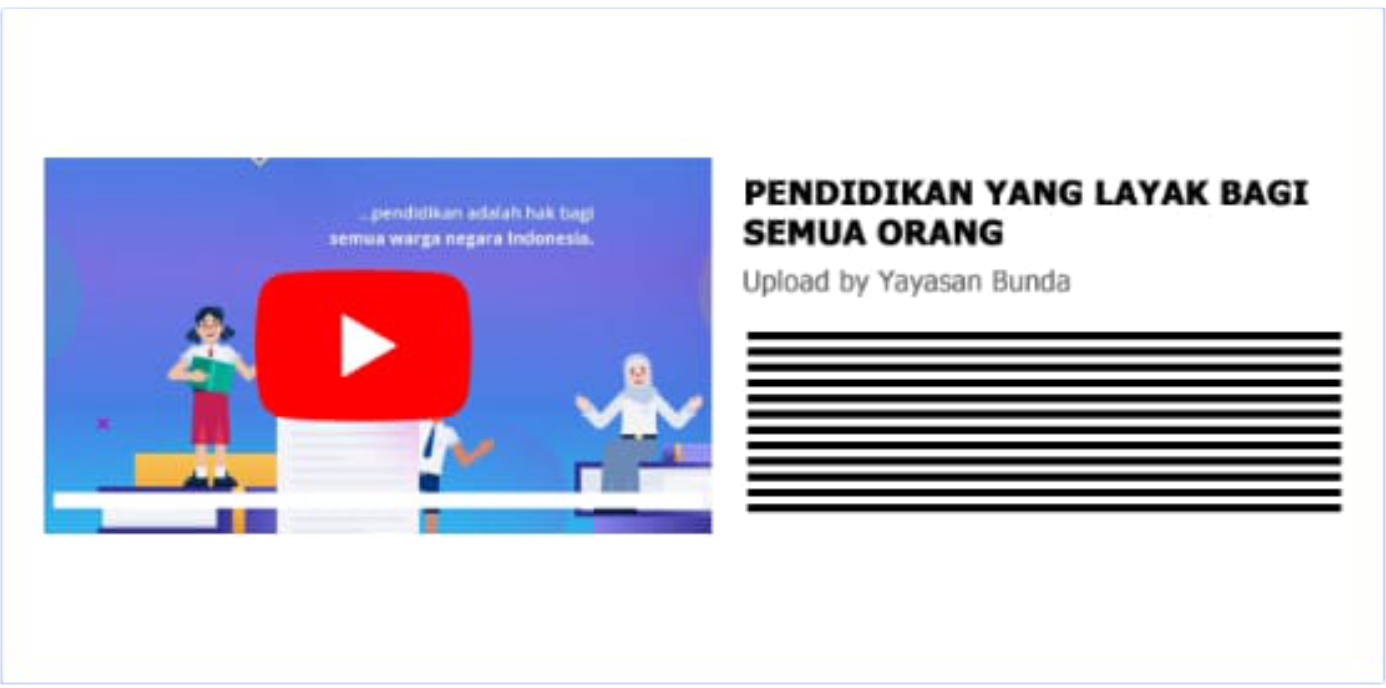 ...pendidikan adalah hak bagi
semua warga negara Indonesia.
PENDIDIKAN YANG LAYAK BAGI
SEMUA ORANG
Upload by Yayasan Bunda